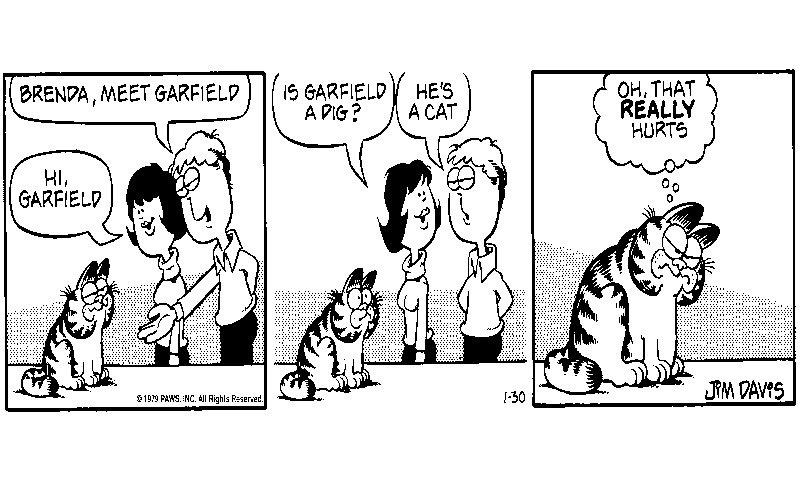 BRENDA, MEET GARFIELD
HI,
GARFIELD
© 1979 PAWS, INC. All Rights Reserved.
IS GARFIELD
A PIG?
HE'S
A CAT
1-30
OH, THAT
REALLY
HURTS
JIM DAVIS